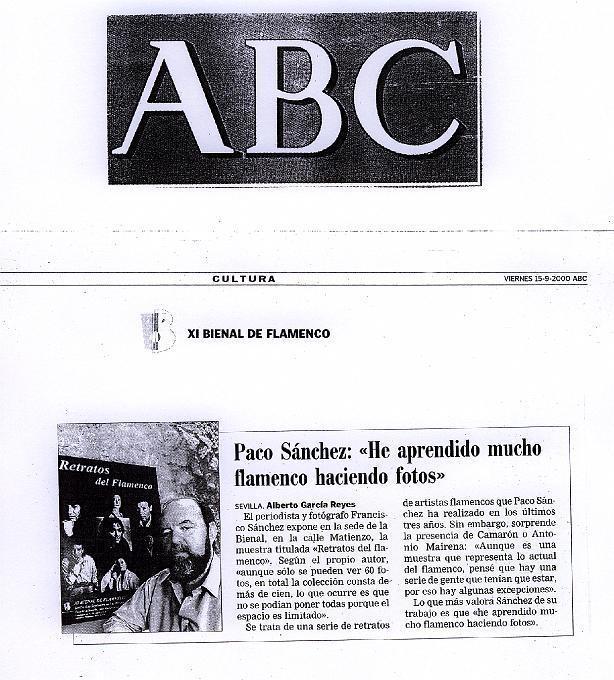 ABC
CULTURA
VIERNES 15-9-2000 ABC
B
XI BIENAL DE FLAMENCO
Retratos
del Flamenco
XI BIENAL DE FLAMENCO
Paco Sánchez: «He aprendido mucho
flamenco haciendo fotos»
SEVILLA. Alberto García Reyes
El periodista y fotógrafo Francis-
co Sánchez expone en la sede de la
Bienal, en la calle Matienzo, la
muestra titulada «Retratos del fla-
menco». Según el propio autor,
«aunque sólo se pueden ver 60 fo-
tos, en total la colección consta de
más de cien, lo que ocurre es que
no se podían poner todas porque el
espacio es limitado».
Se trata de una serie de retratos
de artistas flamencos que Paco Sán-
chez ha realizado en los últimos
tres años. Sin embargo, sorprende
la presencia de Camarón o Anto-
nio Mairena: «Aunque es una
muestra que representa lo actual
del flamenco, pensé que hay una
serie de gente que tenían que estar,
por eso hay algunas excepciones».
Lo que más valora Sánchez de su
trabajo es que «he aprendido mu-
cho flamenco haciendo fotos».